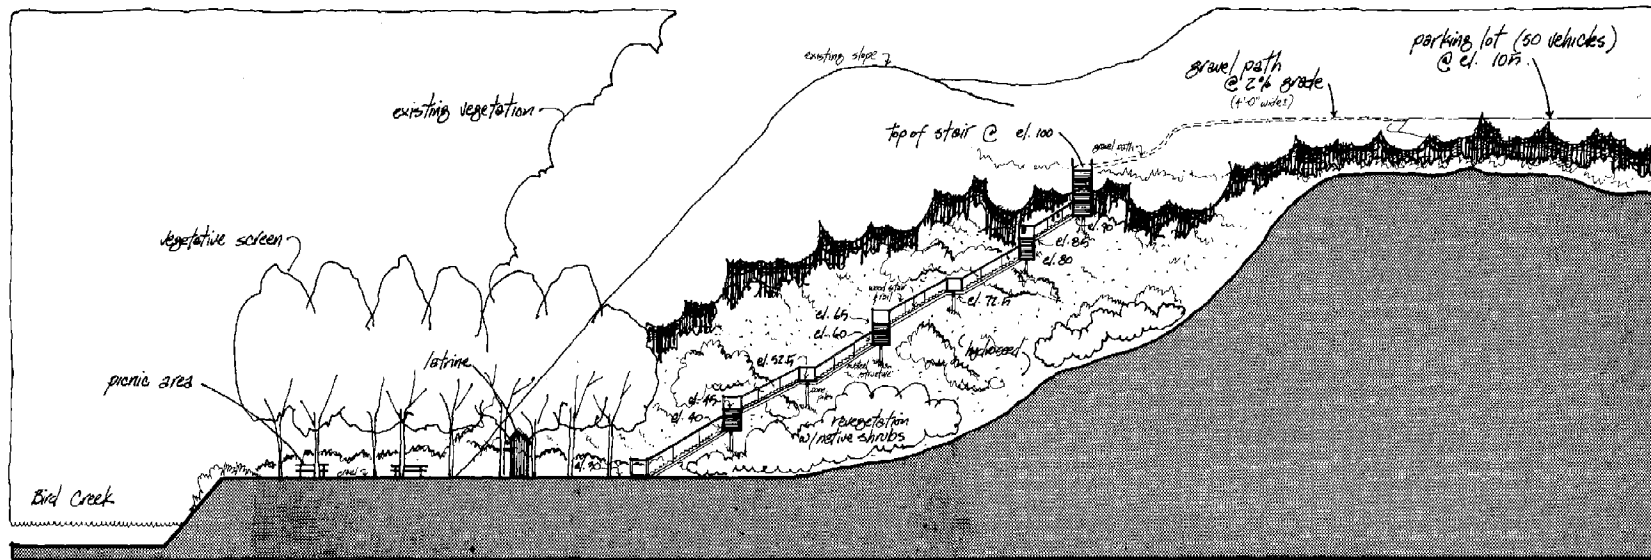 existing slope
parking lot (50 vehicles)
@ el. 105
gravel path
@ 2% grade
(4'-0" wide)
existing vegetation
top of stair @ el. 100
gravel path
vegetative screen
el. 90
el. 85
el. 80
wood stair
el. 72.5
el. 65
el. 60
latrine
el. 52.5
hydroseed
picnic area
structure
el. 45
el. 40
revegetation
w/native shrubs
el. 30
Bird Creek